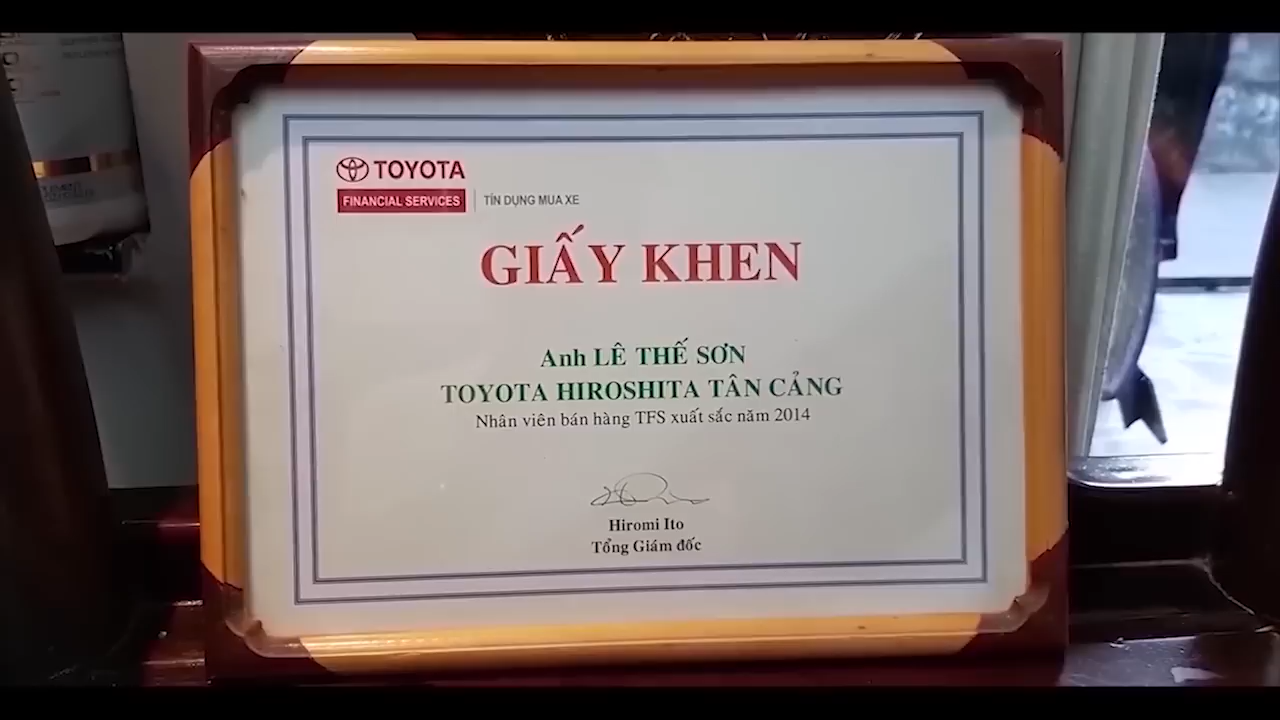 TOYOTA
FINANCIAL SERVICES | TÍN DỤNG MUA XE
GIẤY KHEN
Anh LÊ THẾ SƠN
TOYOTA HIROSHITA TÂN CẢNG
Nhân viên bán hàng TFS xuất sắc năm 2014
Hiromi Ito
Tổng Giám đốc